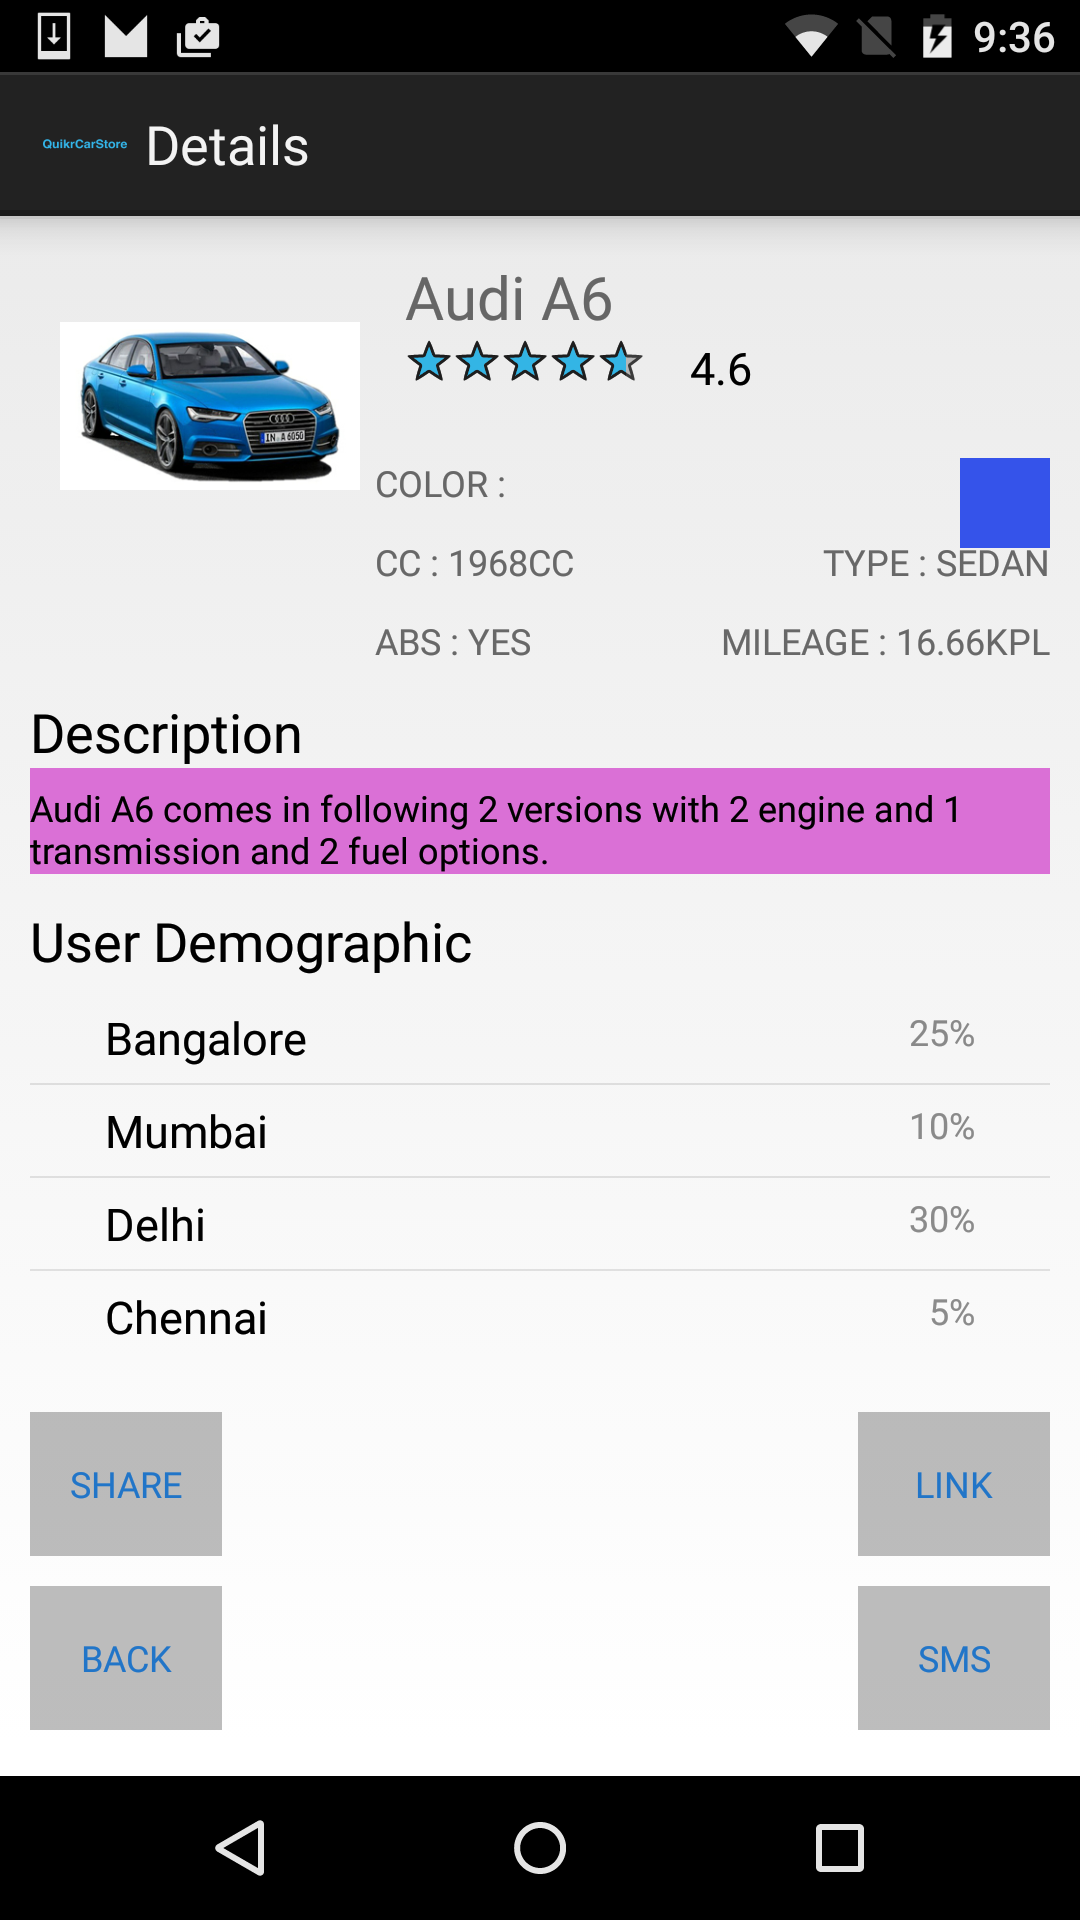 9:36
QuikrCarStore Details
Audi A6
4.6
IN A 6050
COLOR :
CC : 1968CC TYPE : SEDAN
ABS : YES MILEAGE : 16.66KPL
Description
Audi A6 comes in following 2 versions with 2 engine and 1
transmission and 2 fuel options.
User Demographic
Bangalore 25%
Mumbai 10%
Delhi 30%
Chennai 5%
SHARE LINK
BACK SMS